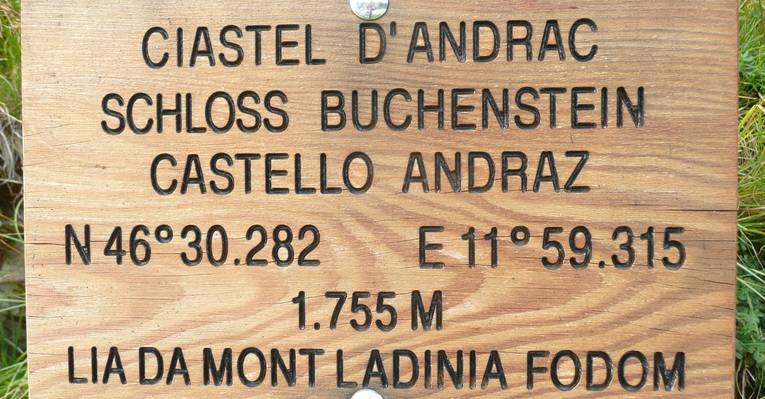 CIASTEL D'ANDRAC
SCHLOSS BUCHENSTEIN
CASTELLO ANDRAZ
N 46°30.282 E 11°59.315
1.755 M
LIA DA MONT LADINIA FODOM